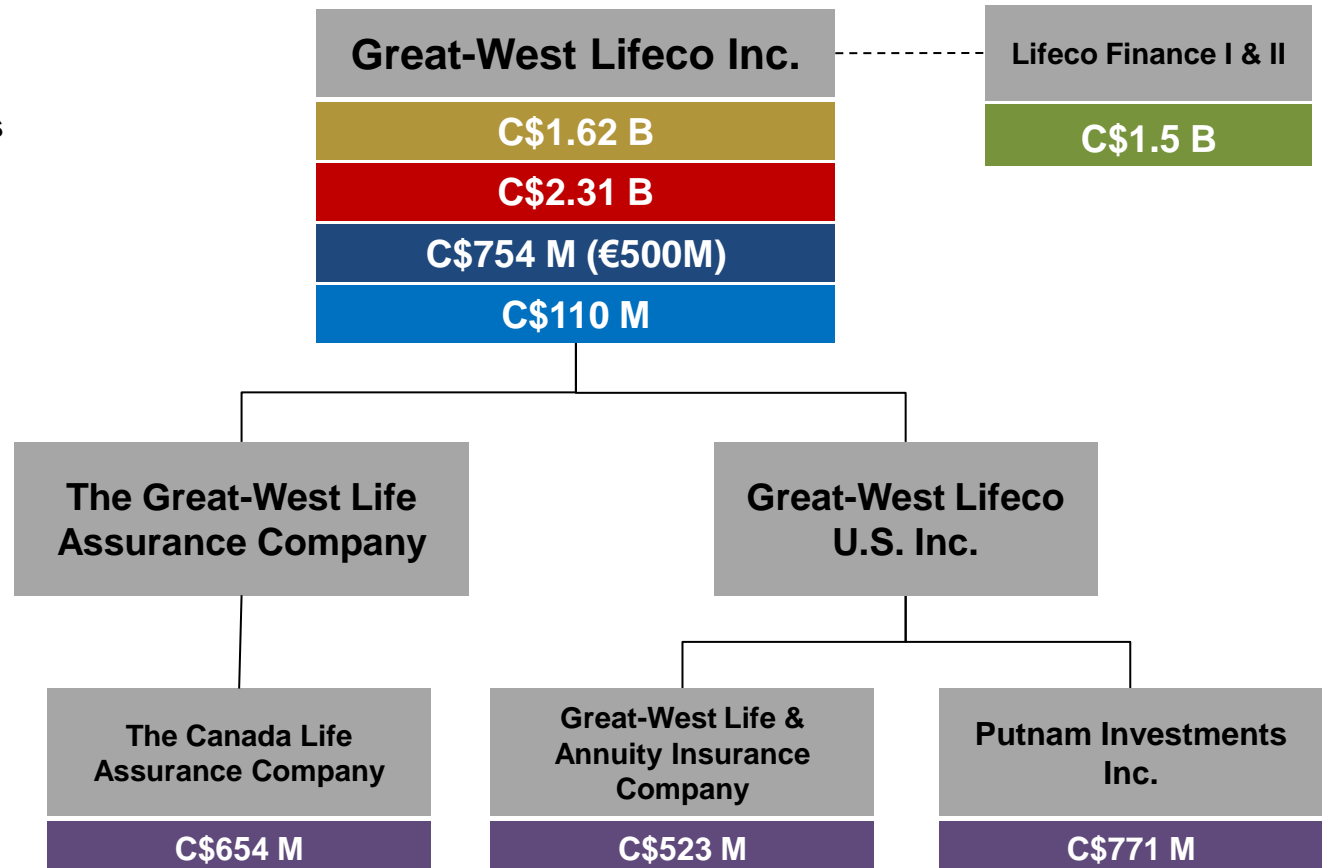 Great-West Lifeco Inc.
Lifeco Finance I & II
C$1.62 B
C$1.5 B
C$2.31 B
C$754 M (€500M)
C$110 M
The Great-West Life
Assurance Company
Great-West Lifeco
U.S. Inc.
The Canada Life
Assurance Company
C$654 M
Great-West Life &
Annuity Insurance
Company
C$523 M
Putnam Investments
Inc.
C$771 M